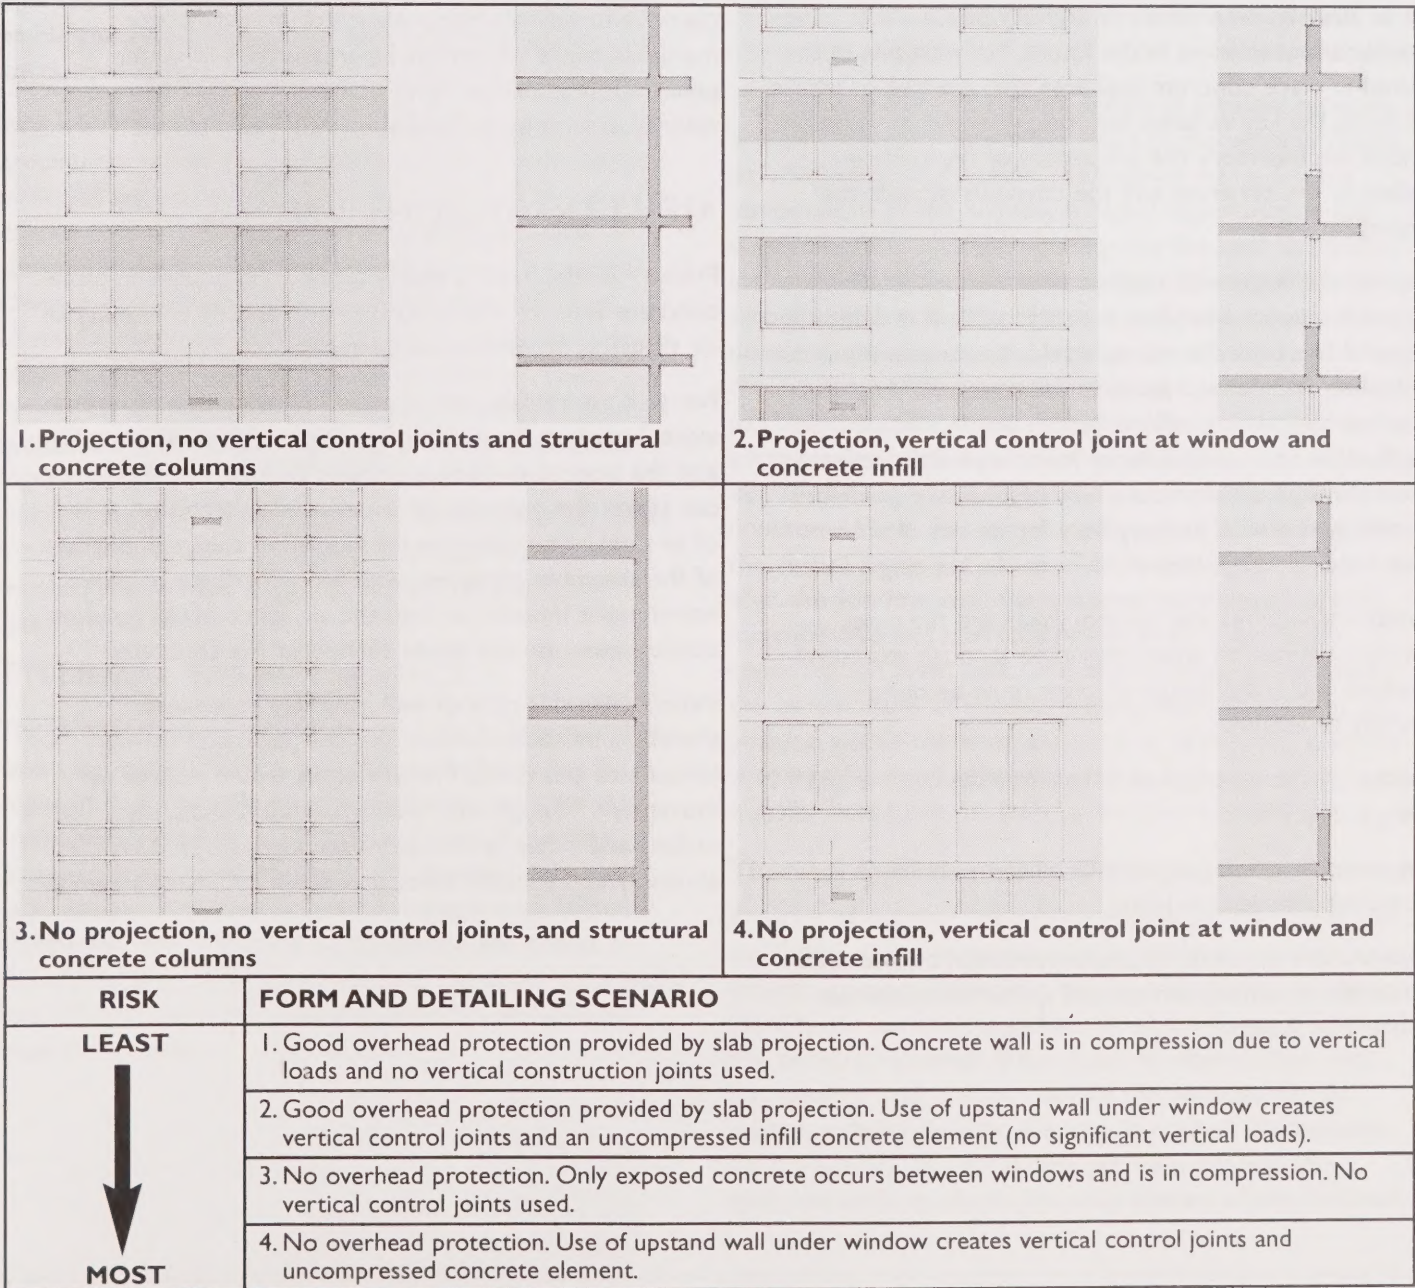 1. Projection, no vertical control joints and structural
concrete columns
2. Projection, vertical control joint at window and
concrete infill
3. No projection, no vertical control joints, and structural
concrete columns
4. No projection, vertical control joint at window and
concrete infill
RISK
FORM AND DETAILING SCENARIO
LEAST
1. Good overhead protection provided by slab projection. Concrete wall is in compression due to vertical
loads and no vertical construction joints used.
2. Good overhead protection provided by slab projection. Use of upstand wall under window creates
vertical control joints and an uncompressed infill concrete element (no significant vertical loads).
3. No overhead protection. Only exposed concrete occurs between windows and is in compression. No
vertical control joints used.
4. No overhead protection. Use of upstand wall under window creates vertical control joints and
uncompressed concrete element.
MOST